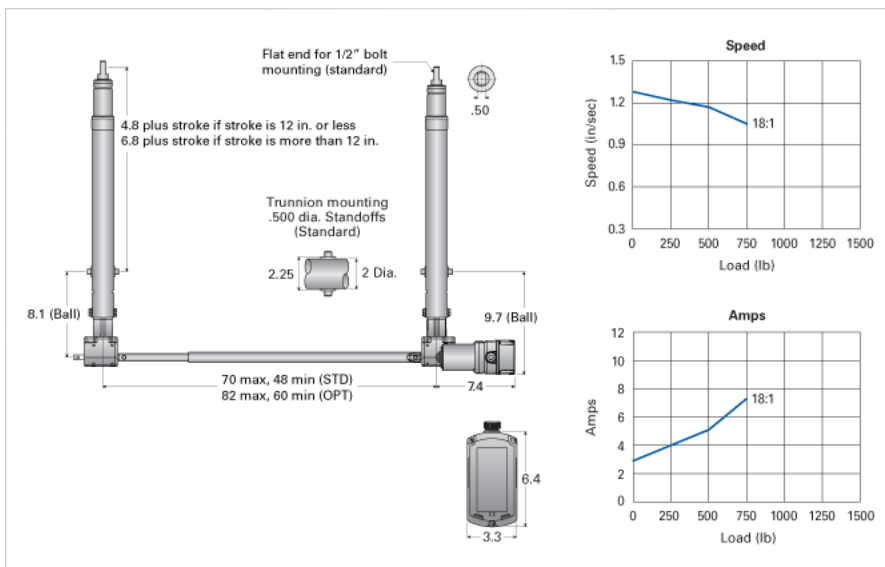 Flat end for 1/2" bolt
mounting (standard)
.50
4.8 plus stroke if stroke is 12 in. or less
6.8 plus stroke if stroke is more than 12 in.
Trunnion mounting
.500 dia. Standoffs
(Standard)
2.25
2 Dia.
8.1 (Ball)
9.7 (Ball)
70 max, 48 min (STD)
82 max, 60 min (OPT)
7.4
6.4
3.3
Speed
Speed (in/sec)
1.5
1.2
0.9
0.6
0.3
18:1
0 250 500 750 1000 1250 1500
Load (lb)
Amps
Amps
12
10
8
6
4
2
0
18:1
0 250 500 750 1000 1250 1500
Load (lb)